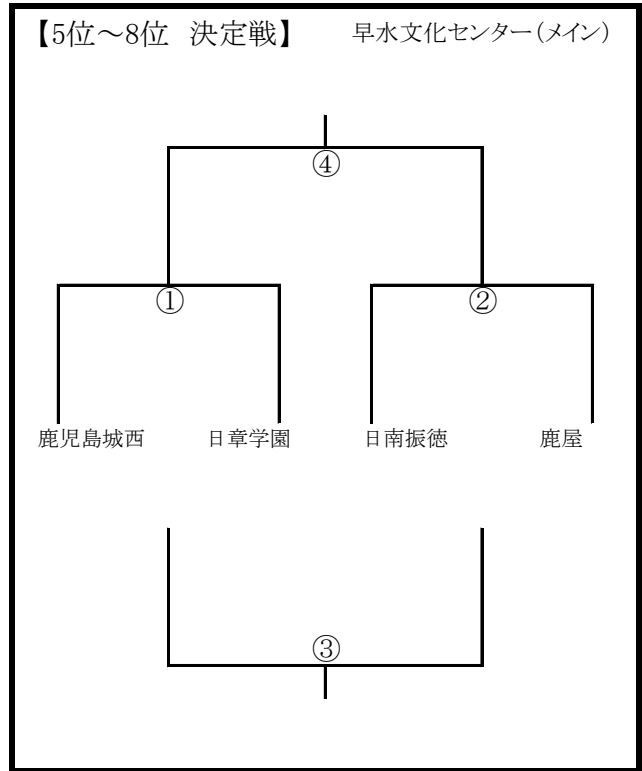 【5位～8位 決定戦】 早水文化センター(メイン)
④
① ②
鹿児島城西 日章学園 日南振徳 鹿屋
③